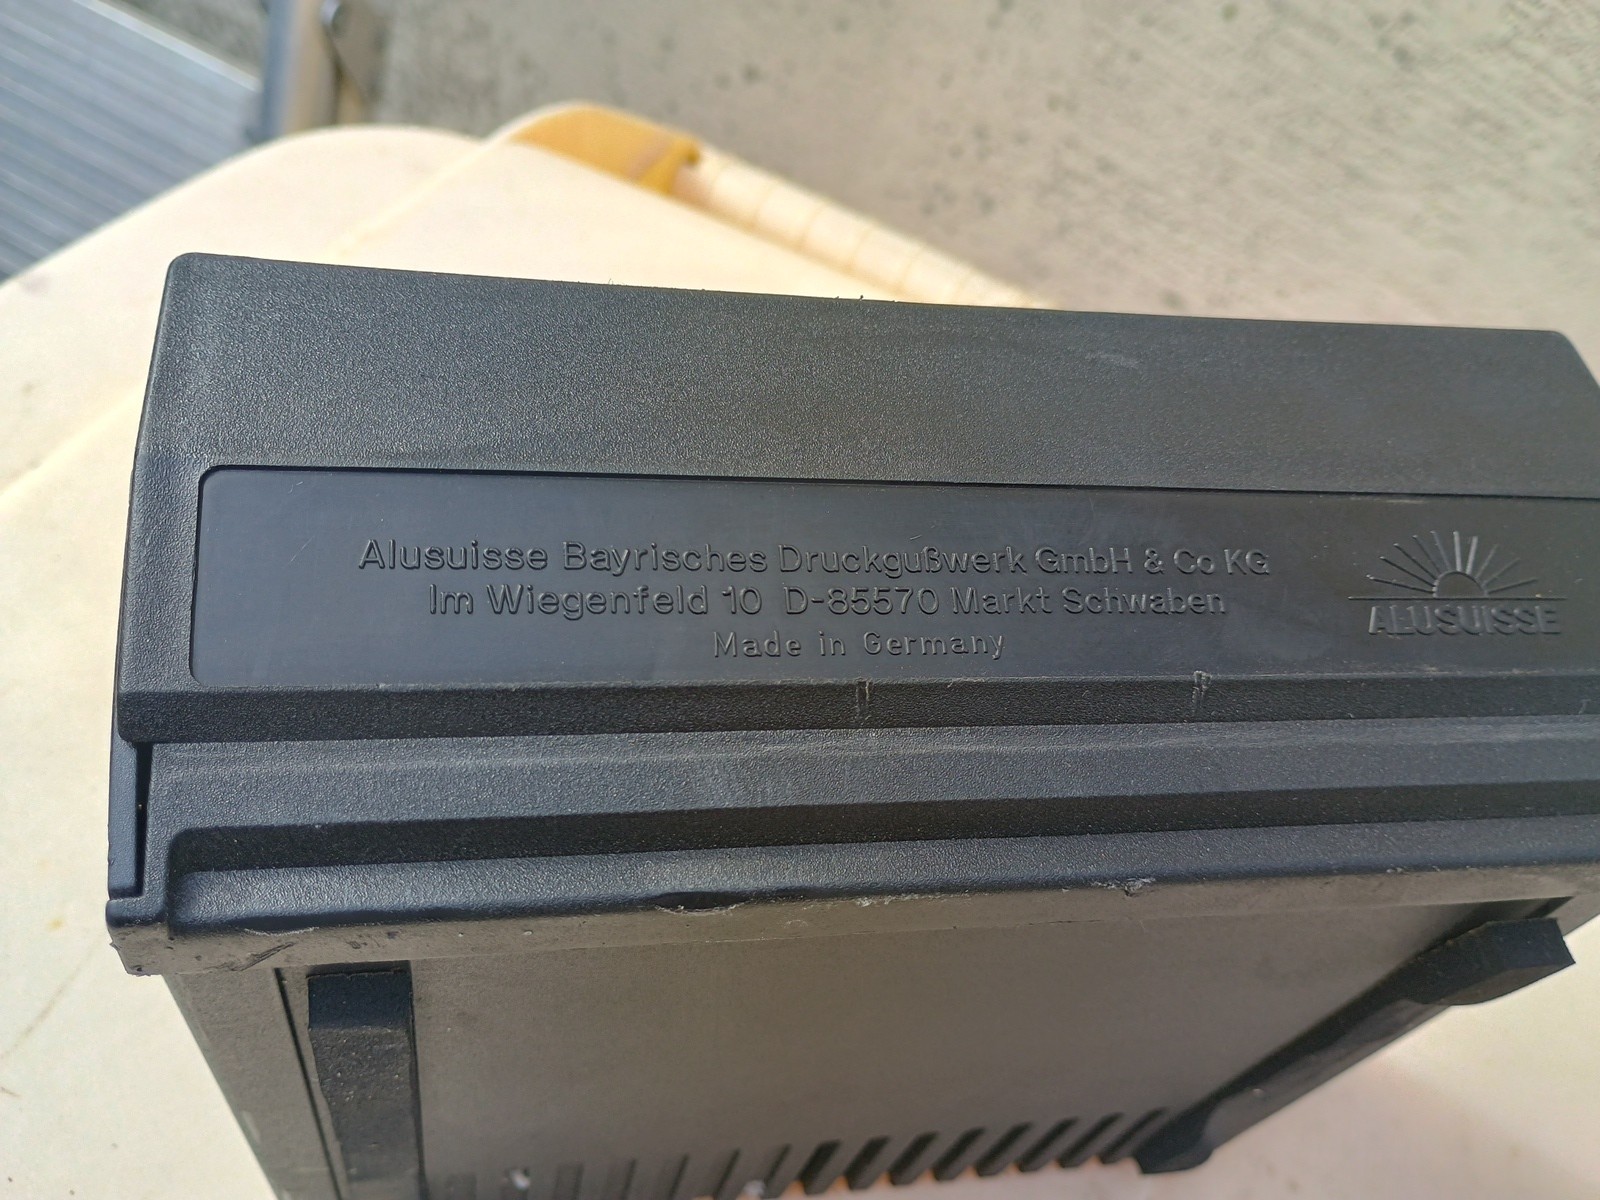 Alusuisse Bayrisches Druckgußwerk GmbH & Co KG
Im Wiegenfeld 10 D-85570 Markt Schwaben
Made in Germany
ALUSUISSE